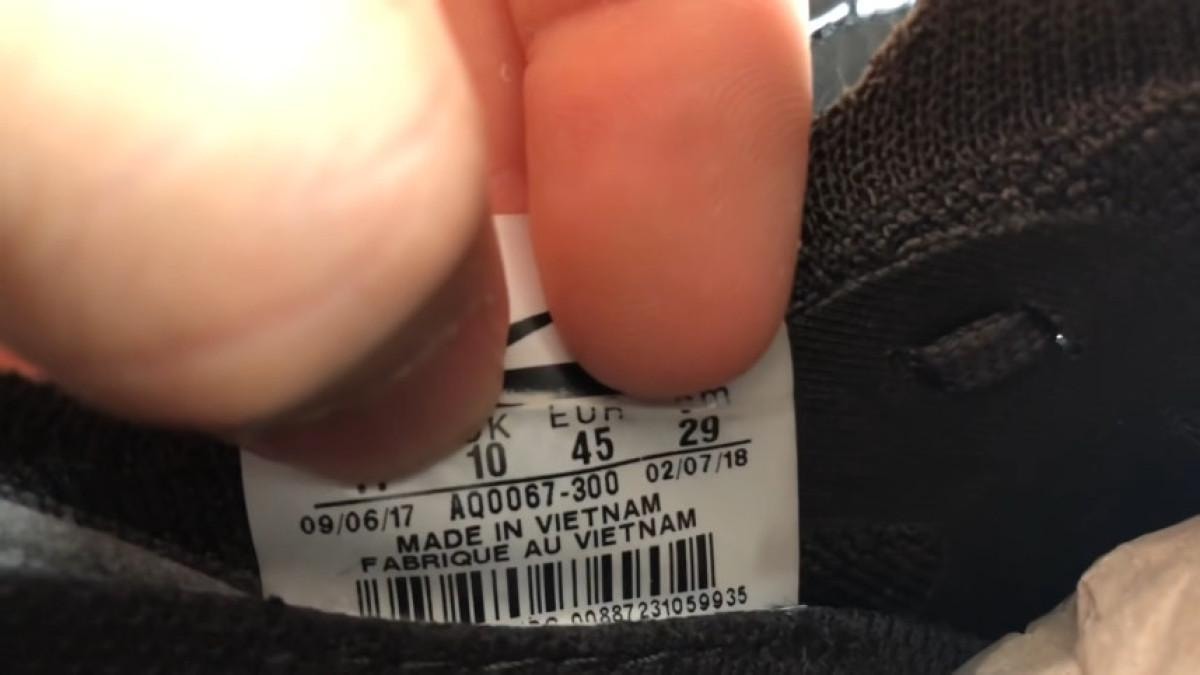 UK EUR cm
10 45 29
09/06/17 AQ0067-300 02/07/18
MADE IN VIETNAM
FABRIQUE AU VIETNAM
00887231059935